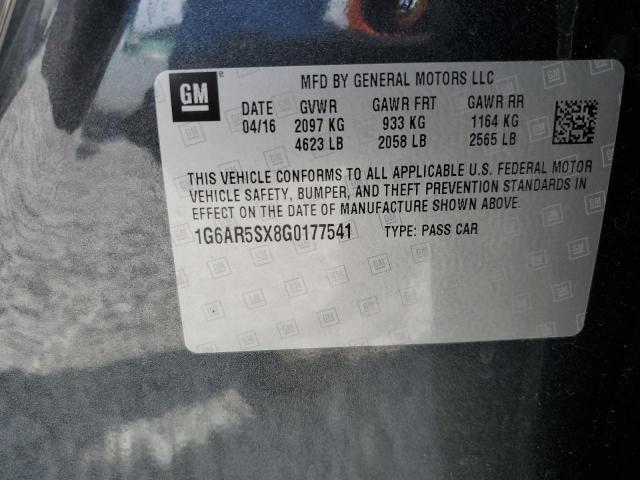 GM
MFD BY GENERAL MOTORS LLC
DATE GVWR GAWR FRT GAWR RR
04/16 2097 KG 933 KG 1164 KG
4623 LB 2058 LB 2565 LB
THIS VEHICLE CONFORMS TO ALL APPLICABLE U.S. FEDERAL MOTOR
VEHICLE SAFETY, BUMPER, AND THEFT PREVENTION STANDARDS IN
EFFECT ON THE DATE OF MANUFACTURE SHOWN ABOVE.
1G6AR5SX8G0177541 TYPE: PASS CAR